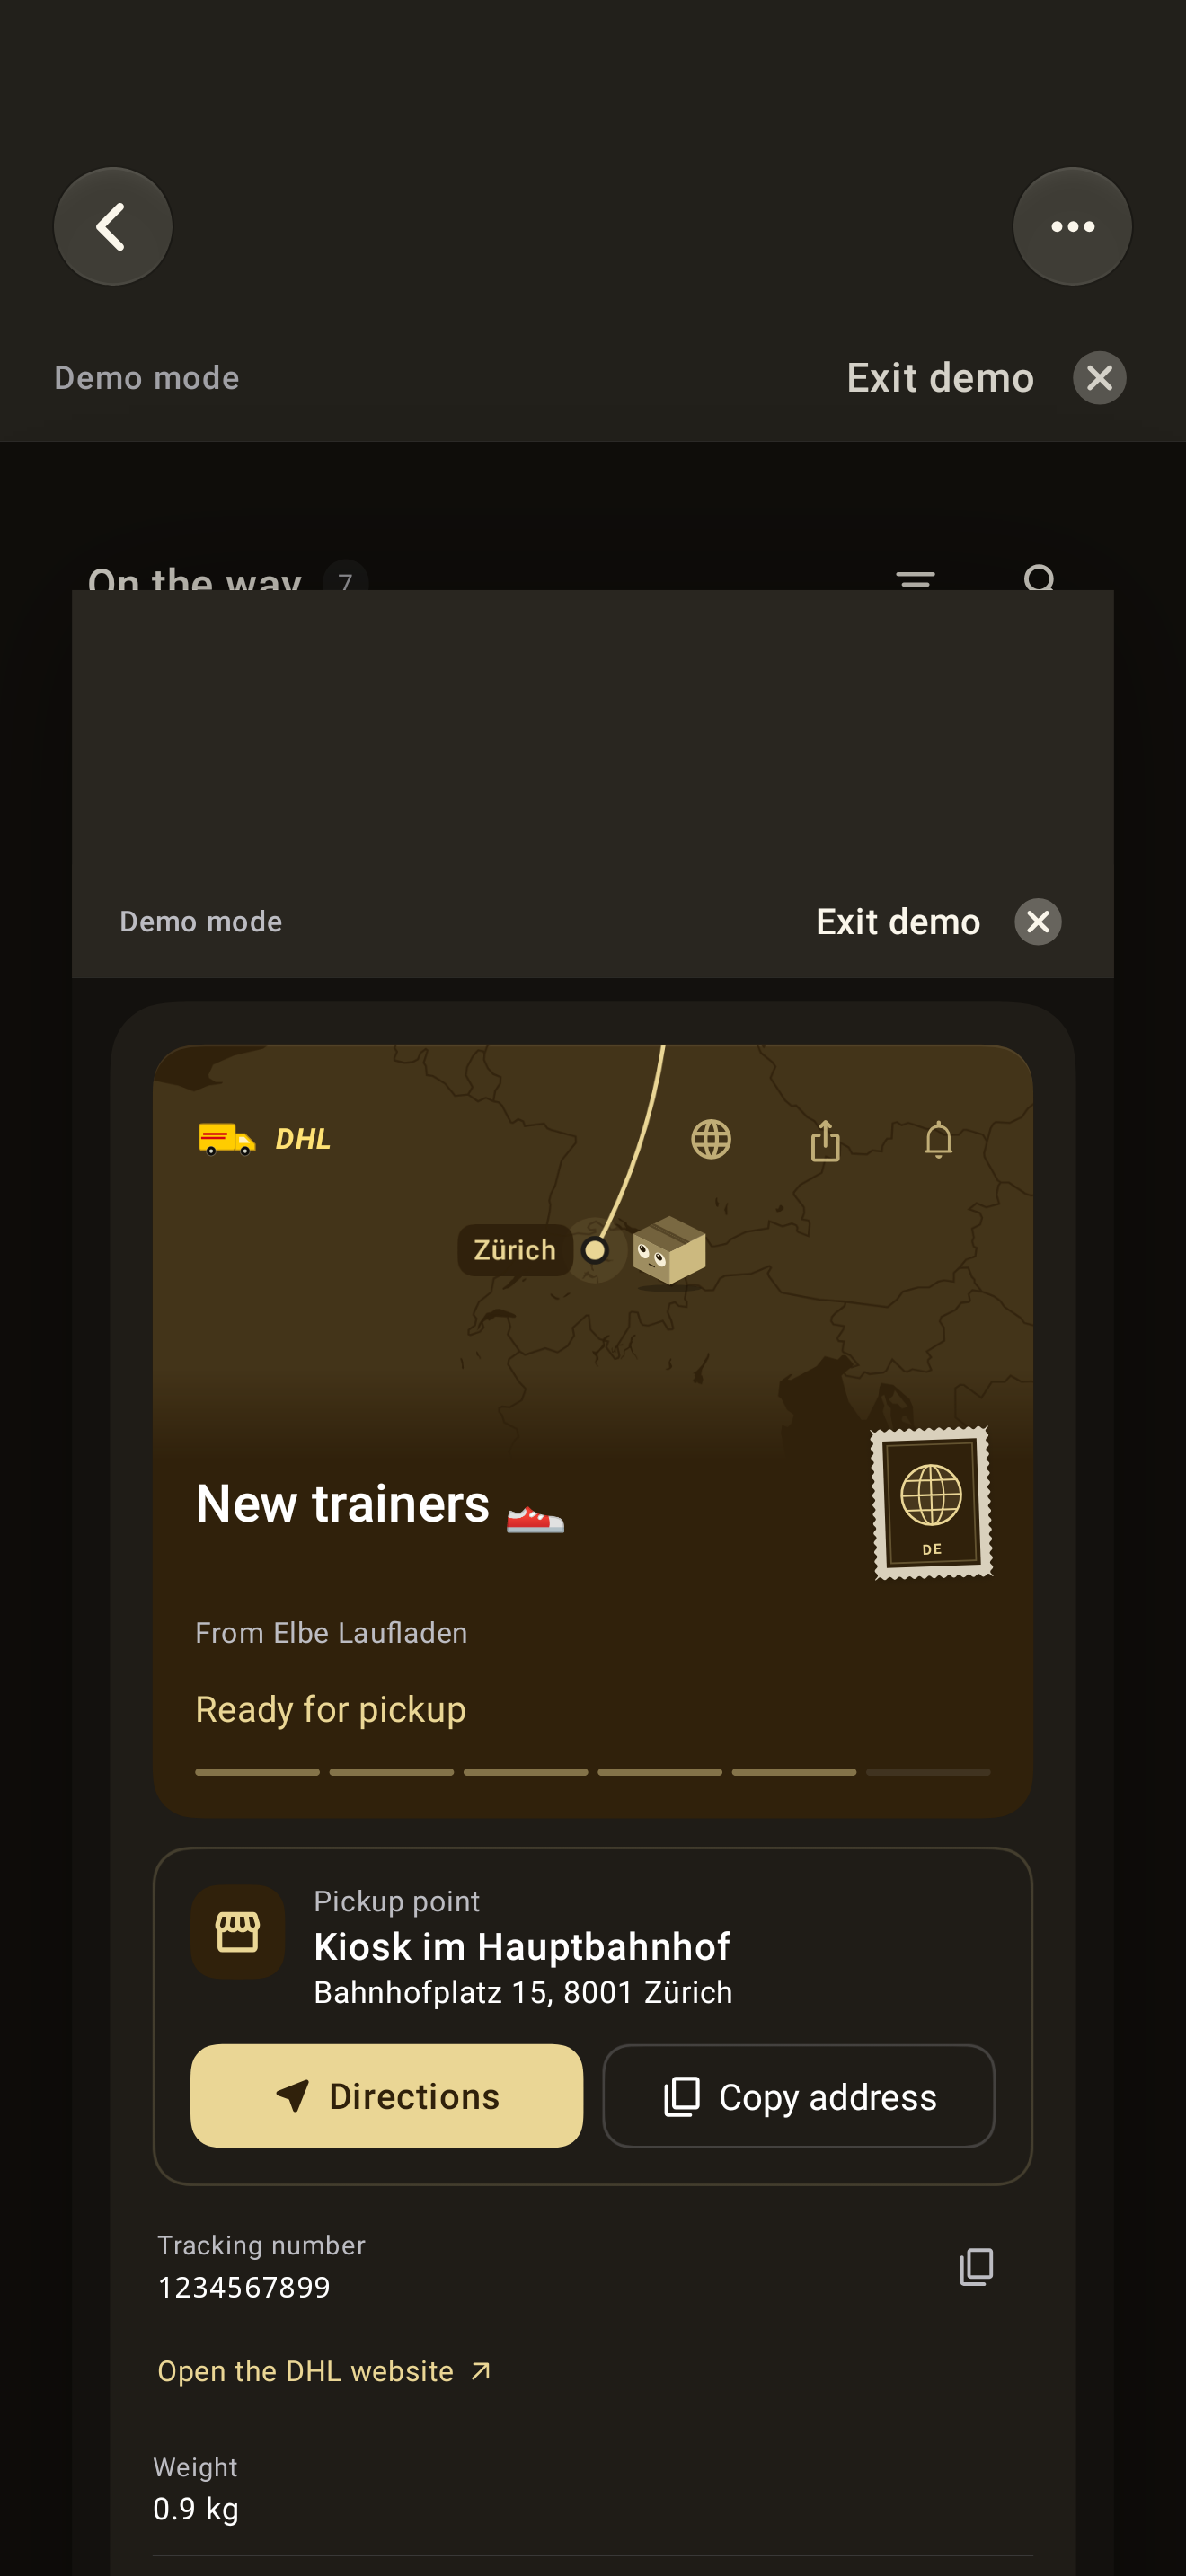 Demo mode
Exit demo
On the way 7
Demo mode
Exit demo
DHL
Zürich
New trainers
DE
From Elbe Laufladen
Ready for pickup
Pickup point
Kiosk im Hauptbahnhof
Bahnhofplatz 15, 8001 Zürich
Directions
Copy address
Tracking number
1234567899
Open the DHL website
Weight
0.9 kg